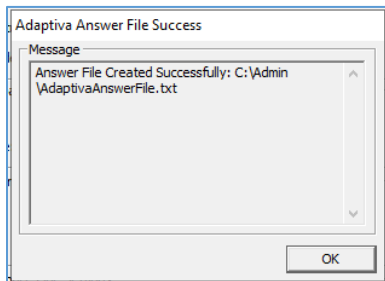 Adaptiva Answer File Success
Message
Answer File Created Successfully: C:\Admin
\AdaptivaAnswerFile.txt
OK